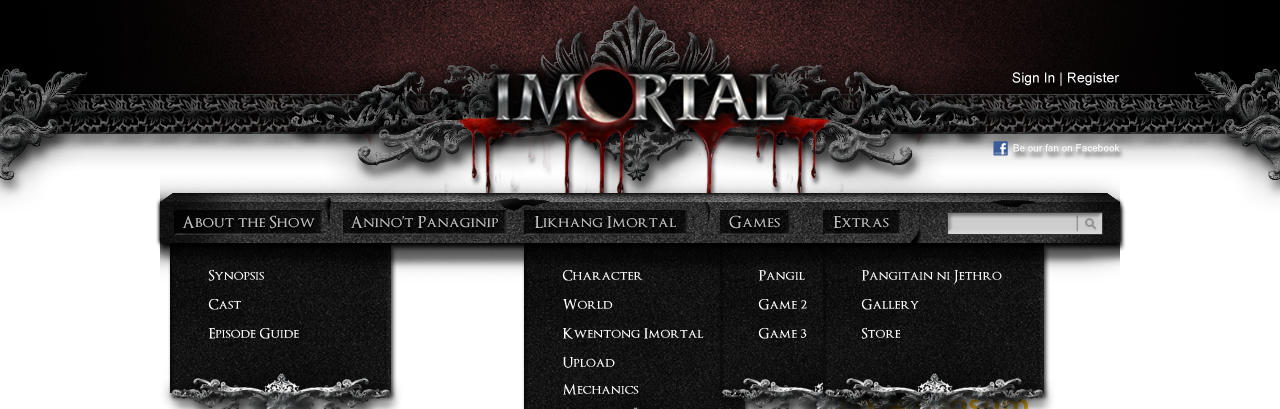 IMORTAL
Sign In | Register
Be our fan on Facebook
About the Show
Anino't Panaginip
Likhang Imortal
Games
Extras
Synopsis
Cast
Episode Guide
Character
World
Kwentong Imortal
Upload
Mechanics
Pangil
Game 2
Game 3
Pangitain ni Jethro
Gallery
Store